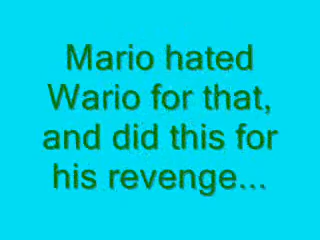 Mario hated
Wario for that,
and did this for
his revenge...